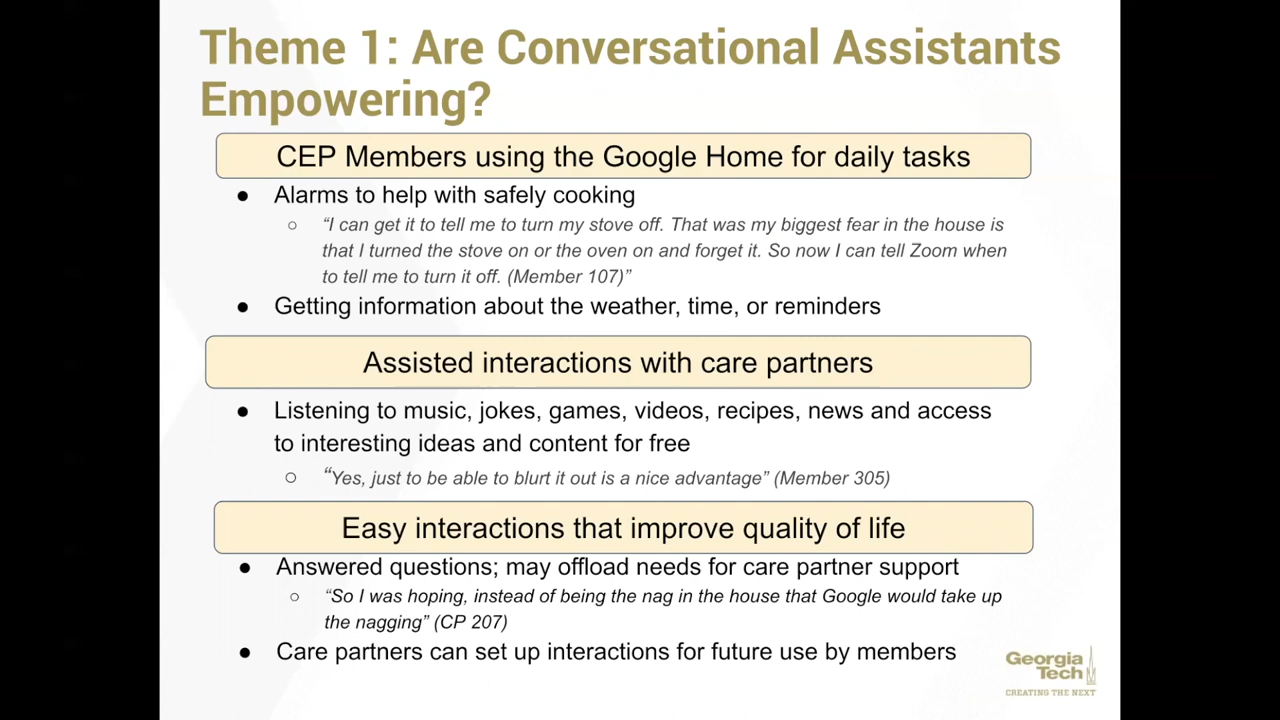 Theme 1: Are Conversational Assistants
Empowering?
CEP Members using the Google Home for daily tasks
● Alarms to help with safely cooking
○ “I can get it to tell me to turn my stove off. That was my biggest fear in the house is
that I turned the stove on or the oven on and forget it. So now I can tell Zoom when
to tell me to turn it off. (Member 107)”
● Getting information about the weather, time, or reminders
Assisted interactions with care partners
● Listening to music, jokes, games, videos, recipes, news and access
to interesting ideas and content for free
○ “Yes, just to be able to blurt it out is a nice advantage” (Member 305)
Easy interactions that improve quality of life
● Answered questions; may offload needs for care partner support
○ “So I was hoping, instead of being the nag in the house that Google would take up
the nagging” (CP 207)
● Care partners can set up interactions for future use by members
Georgia
Tech
CREATING THE NEXT